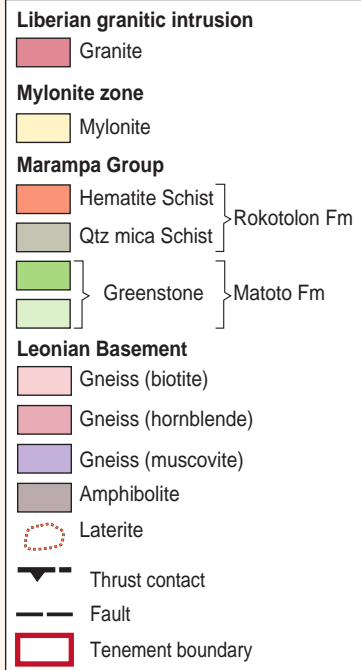 Liberian granitic intrusion
Granite
Mylonite zone
Mylonite
Marampa Group
Hematite Schist
Rokotolon Fm
Qtz mica Schist
Greenstone
Matoto Fm
Leonian Basement
Gneiss (biotite)
Gneiss (hornblende)
Gneiss (muscovite)
Amphibolite
Laterite
Thrust contact
Fault
Tenement boundary